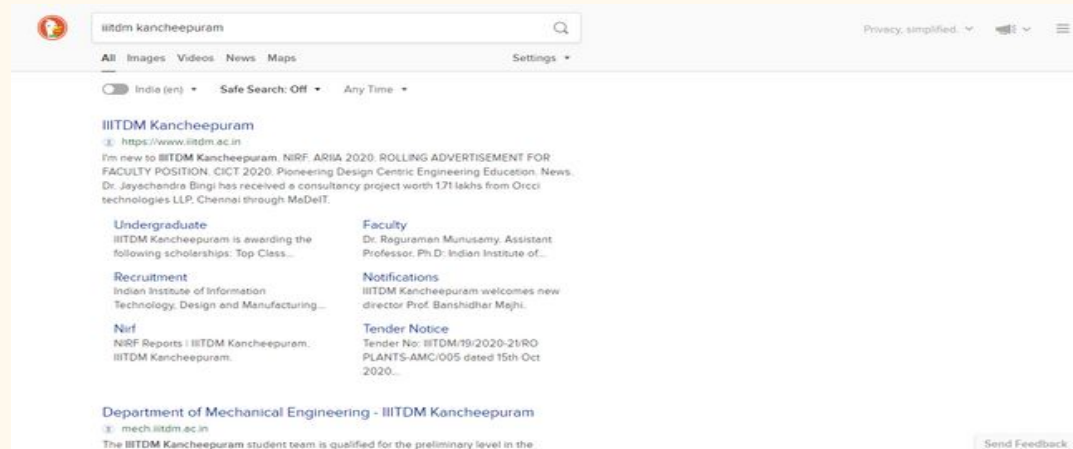 iiitdm kancheepuram
Privacy, simplified.
All Images Videos News Maps Settings
India (en) Safe Search: Off Any Time
IIITDM Kancheepuram
https://www.iiitdm.ac.in
I'm new to IIITDM Kancheepuram. NIRF. ARIIA 2020. ROLLING ADVERTISEMENT FOR
FACULTY POSITION. CICT 2020. Pioneering Design Centric Engineering Education. News.
Dr. Jayachandra Bingi has received a consultancy project worth 1.71 lakhs from Orcci
technologies LLP, Chennai through MaDeIT.
Undergraduate
IIITDM Kancheepuram is awarding the
following scholarships: Top Class...
Faculty
Dr. Raguraman Munusamy. Assistant
Professor. Ph.D: Indian Institute of...
Recruitment
Indian Institute of Information
Technology, Design and Manufacturing...
Notifications
IIITDM Kancheepuram welcomes new
director Prof. Banshidhar Majhi.
Nirf
NIRF Reports | IIITDM Kancheepuram.
IIITDM Kancheepuram.
Tender Notice
Tender No: IIITDM/19/2020-21/RO
PLANTS-AMC/005 dated 15th Oct
2020...
Department of Mechanical Engineering - IIITDM Kancheepuram
mech.iiitdm.ac.in
The IIITDM Kancheepuram student team is qualified for the preliminary level in the
Send Feedback